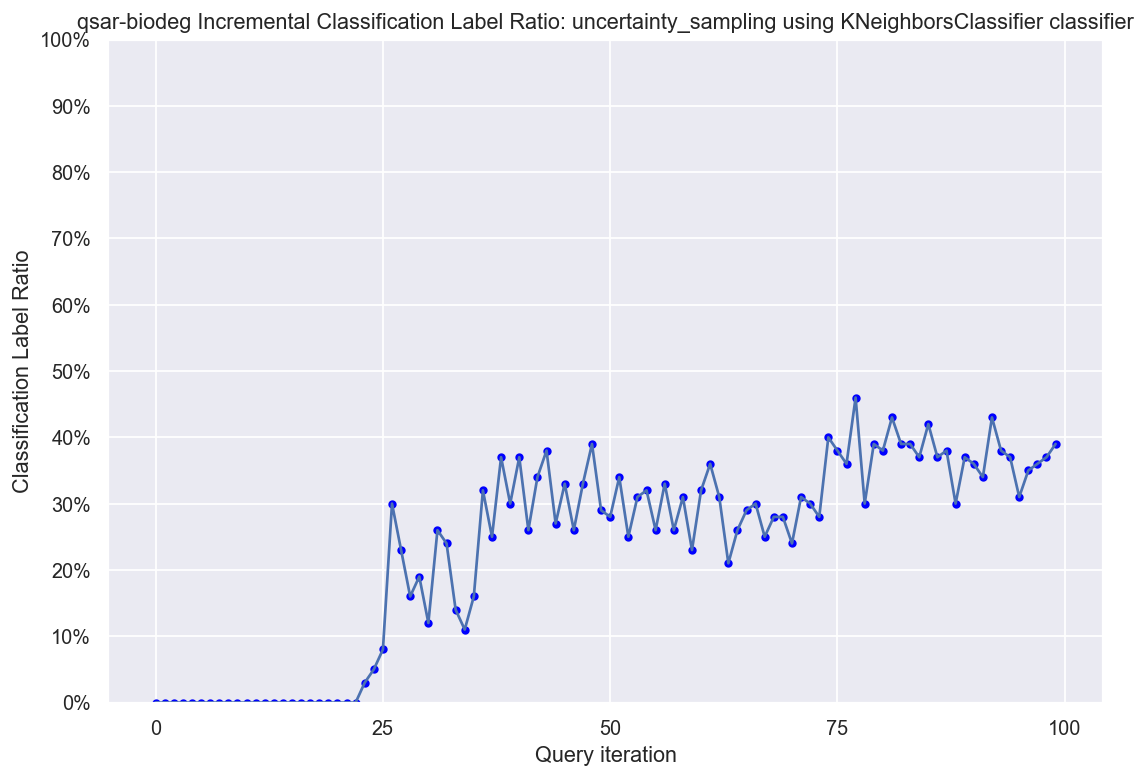 qsar-biodeg Incremental Classification Label Ratio: uncertainty_sampling using KNeighborsClassifier classifier
100%
90%
80%
70%
60%
50%
40%
30%
20%
10%
0%
Classification Label Ratio
0 25 50 75 100
Query iteration